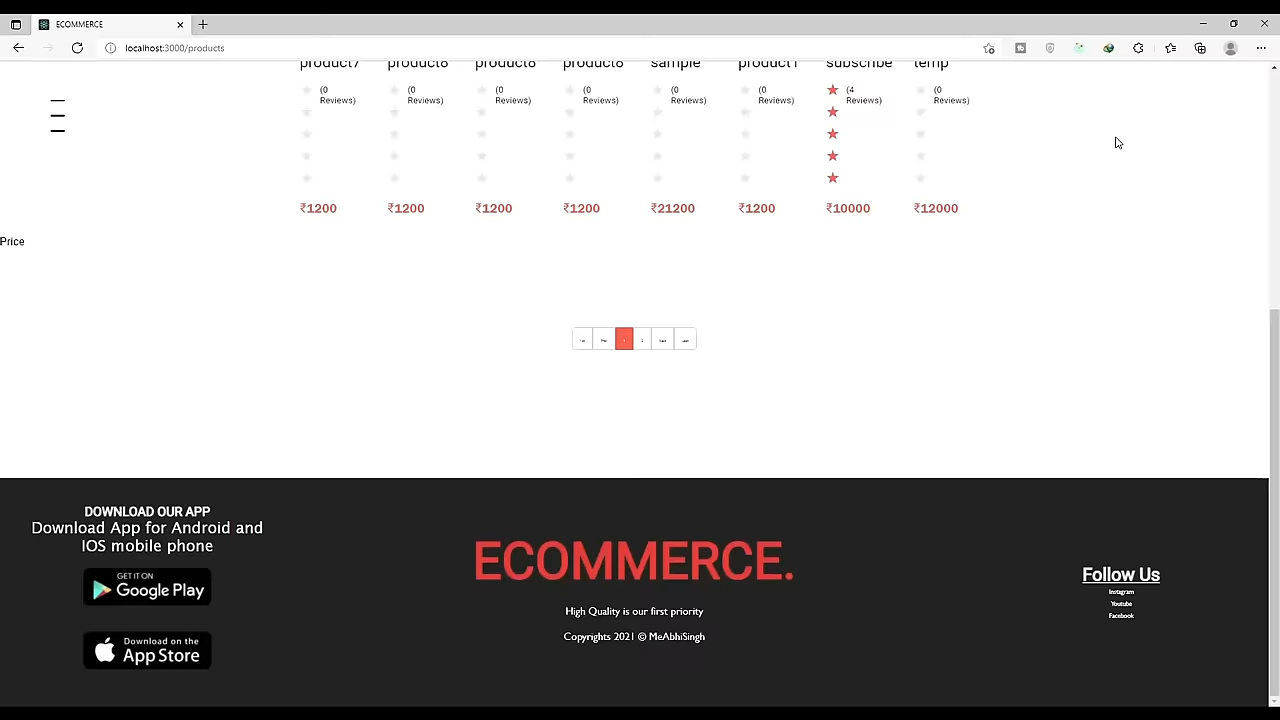 ECOMMERCE
localhost:3000/products
product7 product8 product8 product8 sample product1 subscribe temp
(0 Reviews) (0 Reviews) (0 Reviews) (0 Reviews) (0 Reviews) (0 Reviews) (4 Reviews) (0 Reviews)
₹1200 ₹1200 ₹1200 ₹1200 ₹21200 ₹1200 ₹10000 ₹12000
Price
DOWNLOAD OUR APP
Download App for Android and
IOS mobile phone
GET IT ON
Google Play
Download on the
App Store
ECOMMERCE.
High Quality is our first priority
Copyrights 2021 © MeAbhiSingh
Follow Us
Instagram
Youtube
Facebook